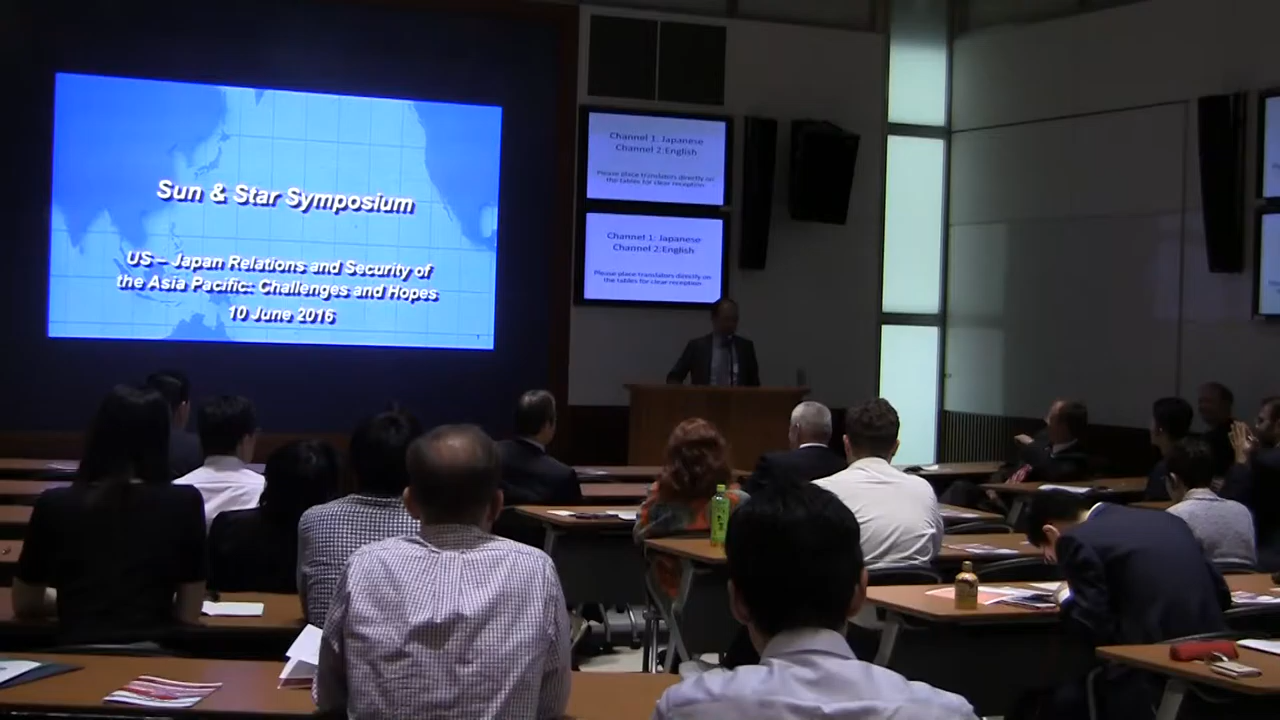 Sun & Star Symposium
US – Japan Relations and Security of
the Asia Pacific: Challenges and Hopes
10 June 2016
Channel 1: Japanese
Channel 2:English
Please place translators directly on
the tables for clear reception.
Channel 1: Japanese
Channel 2:English
Please place translators directly on
the tables for clear reception.